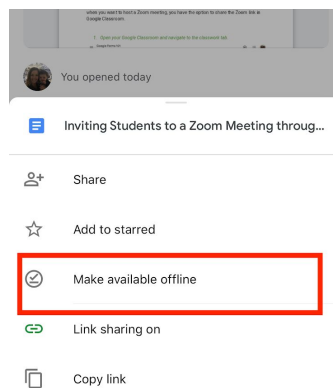 when you want to host a Zoom meeting, you have the option to share the Zoom link in
Google Classroom.
1. Open your Google Classroom and navigate to the classwork tab
You opened today
Inviting Students to a Zoom Meeting throug...
Share
Add to starred
Make available offline
Link sharing on
Copy link